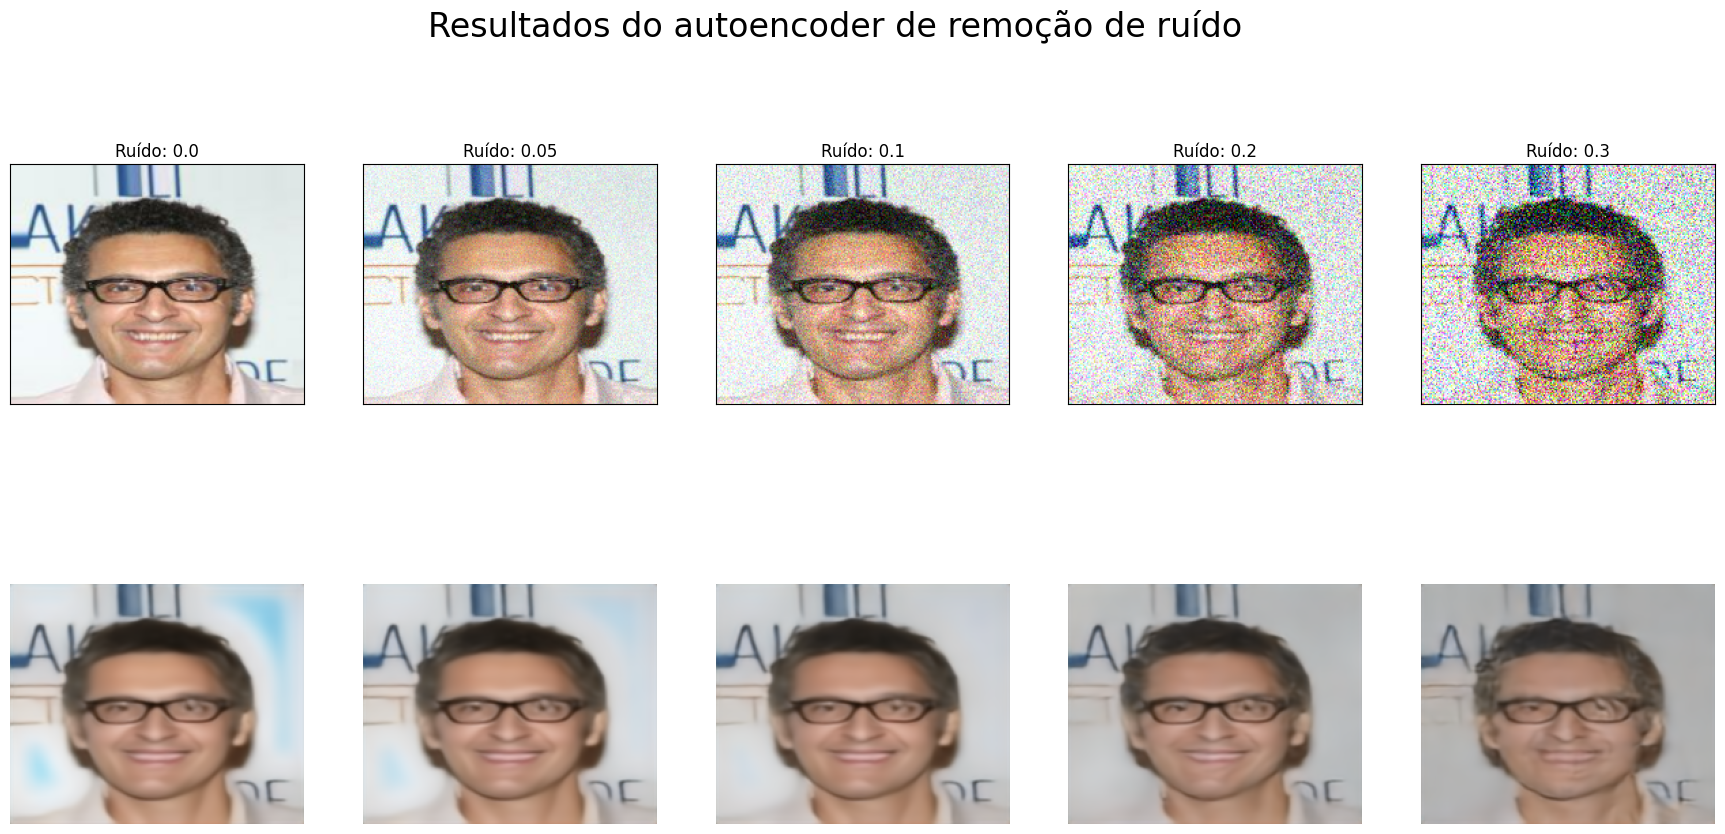 Resultados do autoencoder de remoção de ruído
Ruído: 0.0
Ruído: 0.05
Ruído: 0.1
Ruído: 0.2
Ruído: 0.3